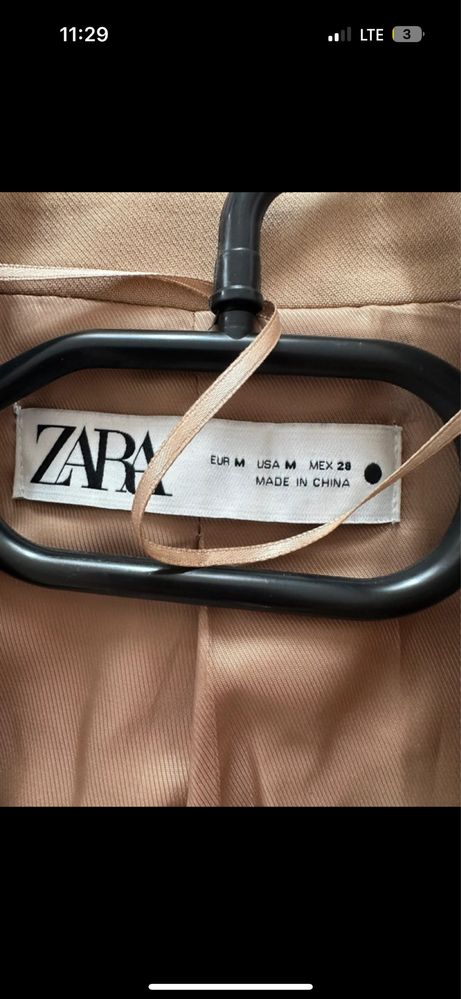 11:29 LTE 3
ZARA
EUR M USA M MEX 28
MADE IN CHINA